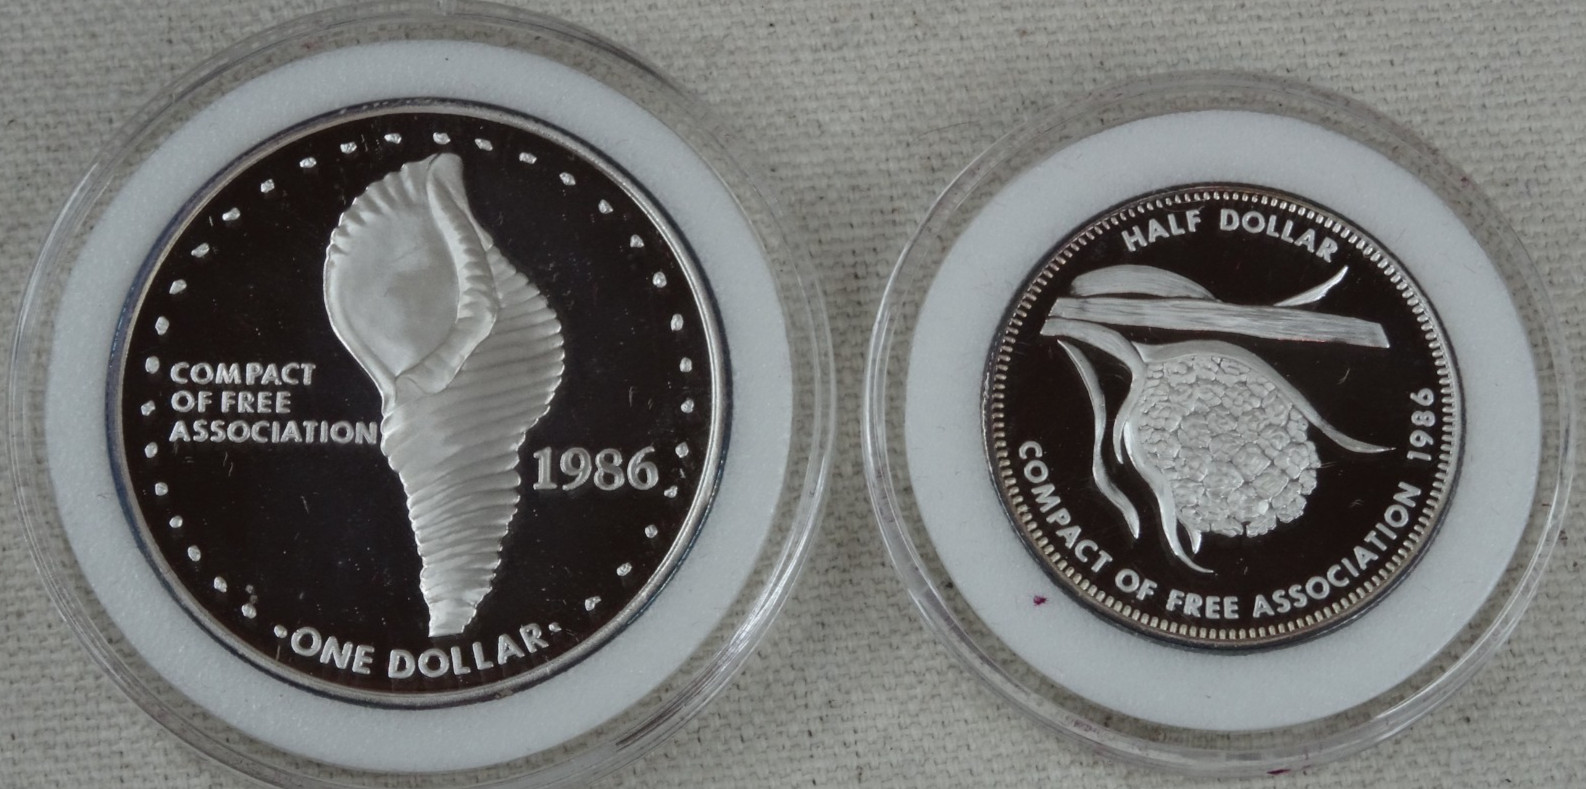 COMPACT
OF FREE
ASSOCIATION
1986
•ONE DOLLAR•
HALF DOLLAR
COMPACT OF FREE ASSOCIATION 1986